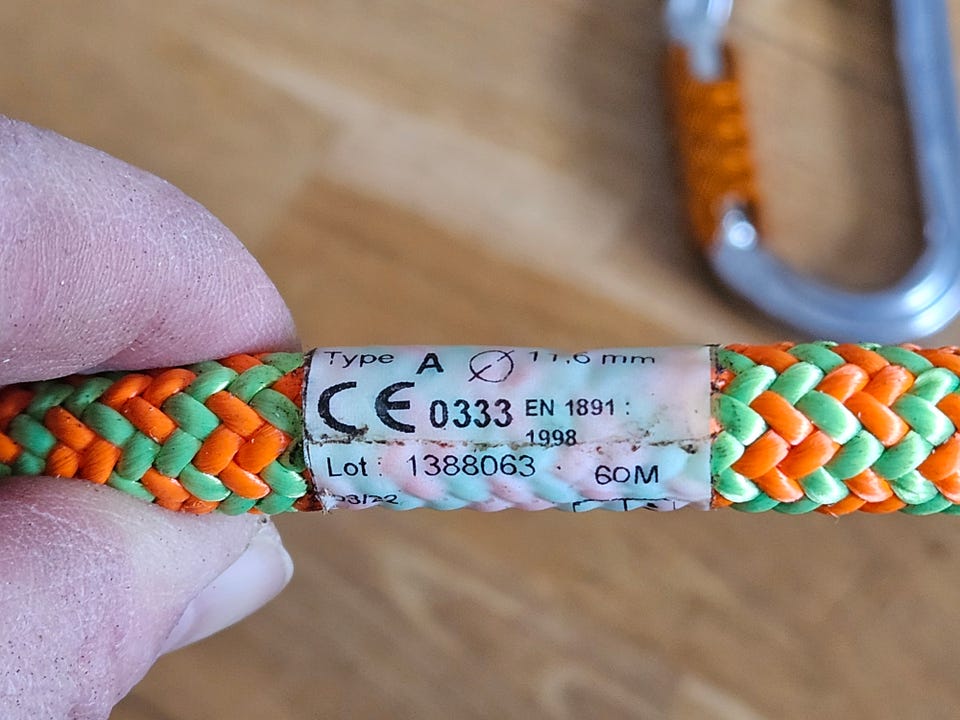 Type A ⌀ 11,6 mm
CE 0333 EN 1891 :
1998
Lot : 1388063 60M